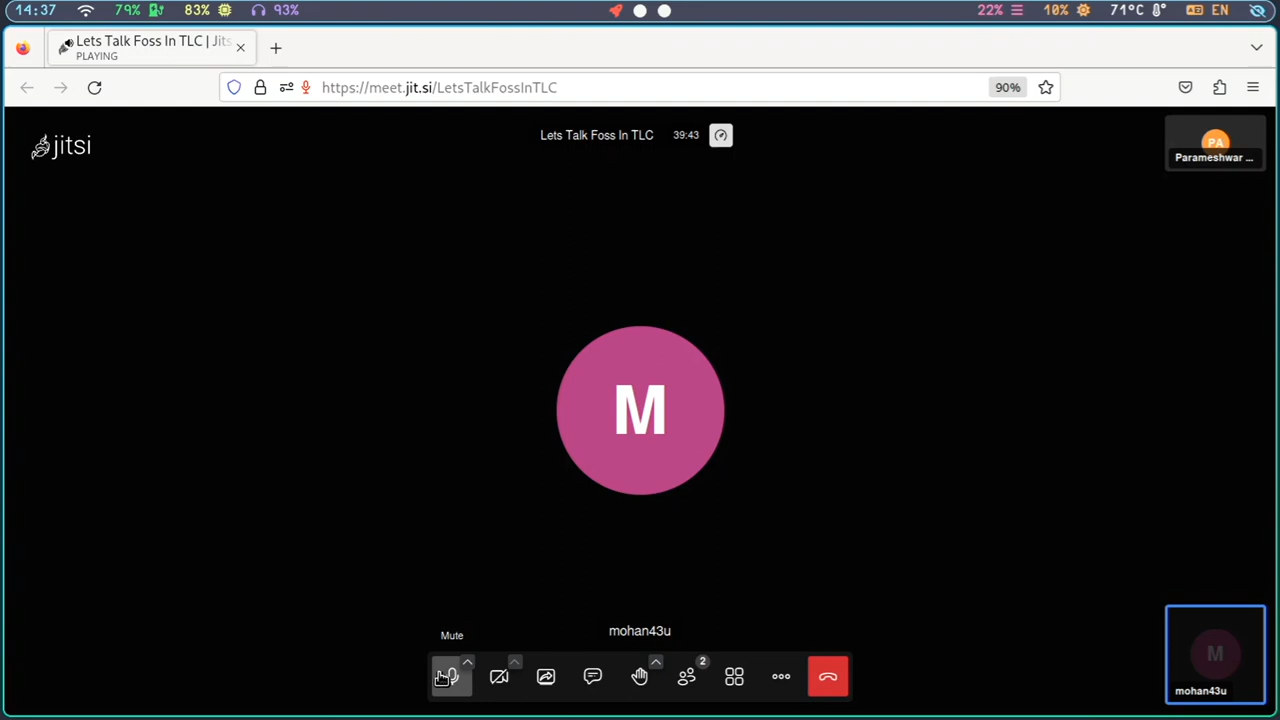 14:37 79% 83% 93% 22% 10% 71°C EN
Lets Talk Foss In TLC | Jits
PLAYING
https://meet.jit.si/LetsTalkFossInTLC 90%
jitsi
Lets Talk Foss In TLC 39:43
PA
Parameshwar ...
M
Mute
mohan43u
2
M
mohan43u